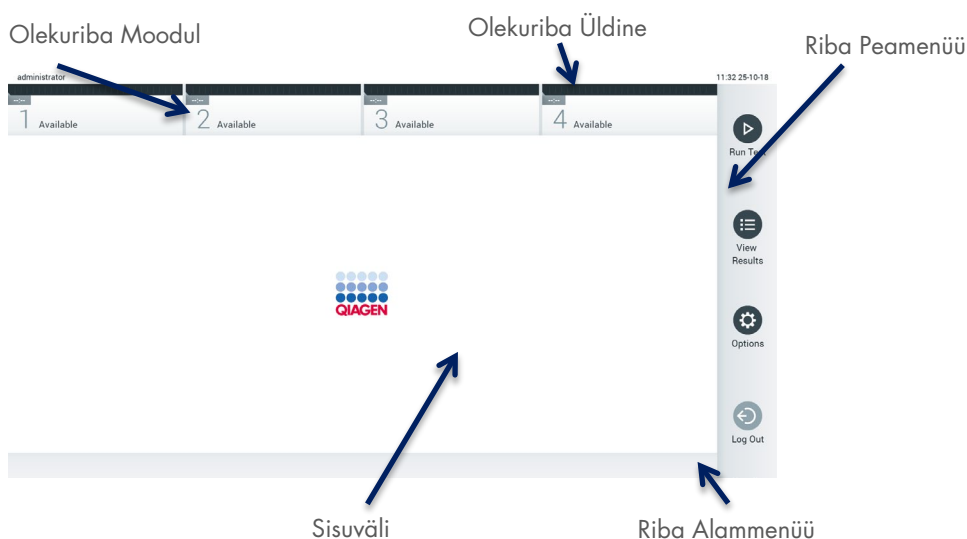 Olekuriba Moodul
Olekuriba Üldine
Riba Peamenüü
administrator
11:32 25-10-18
--:-- --:-- --:-- --:--
1 Available 2 Available 3 Available 4 Available
Run Test
View
Results
QIAGEN
Options
Log Out
Sisuväli
Riba Alammenüü